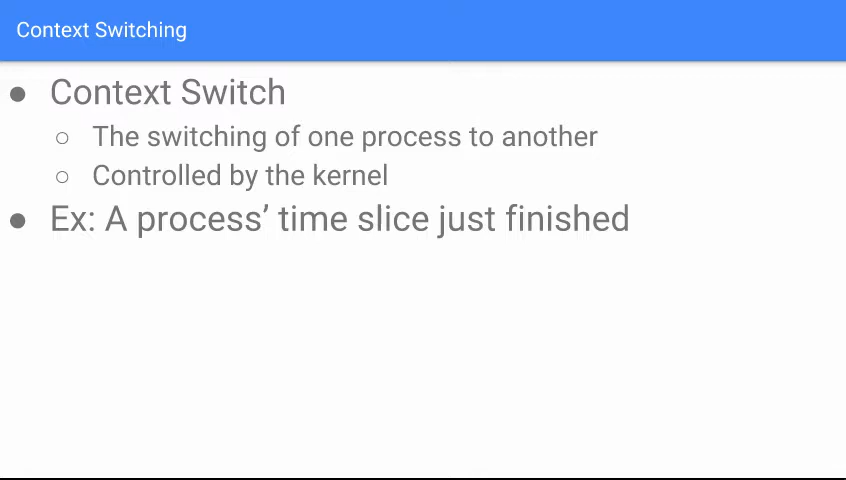 Context Switching
● Context Switch
○ The switching of one process to another
○ Controlled by the kernel
● Ex: A process’ time slice just finished